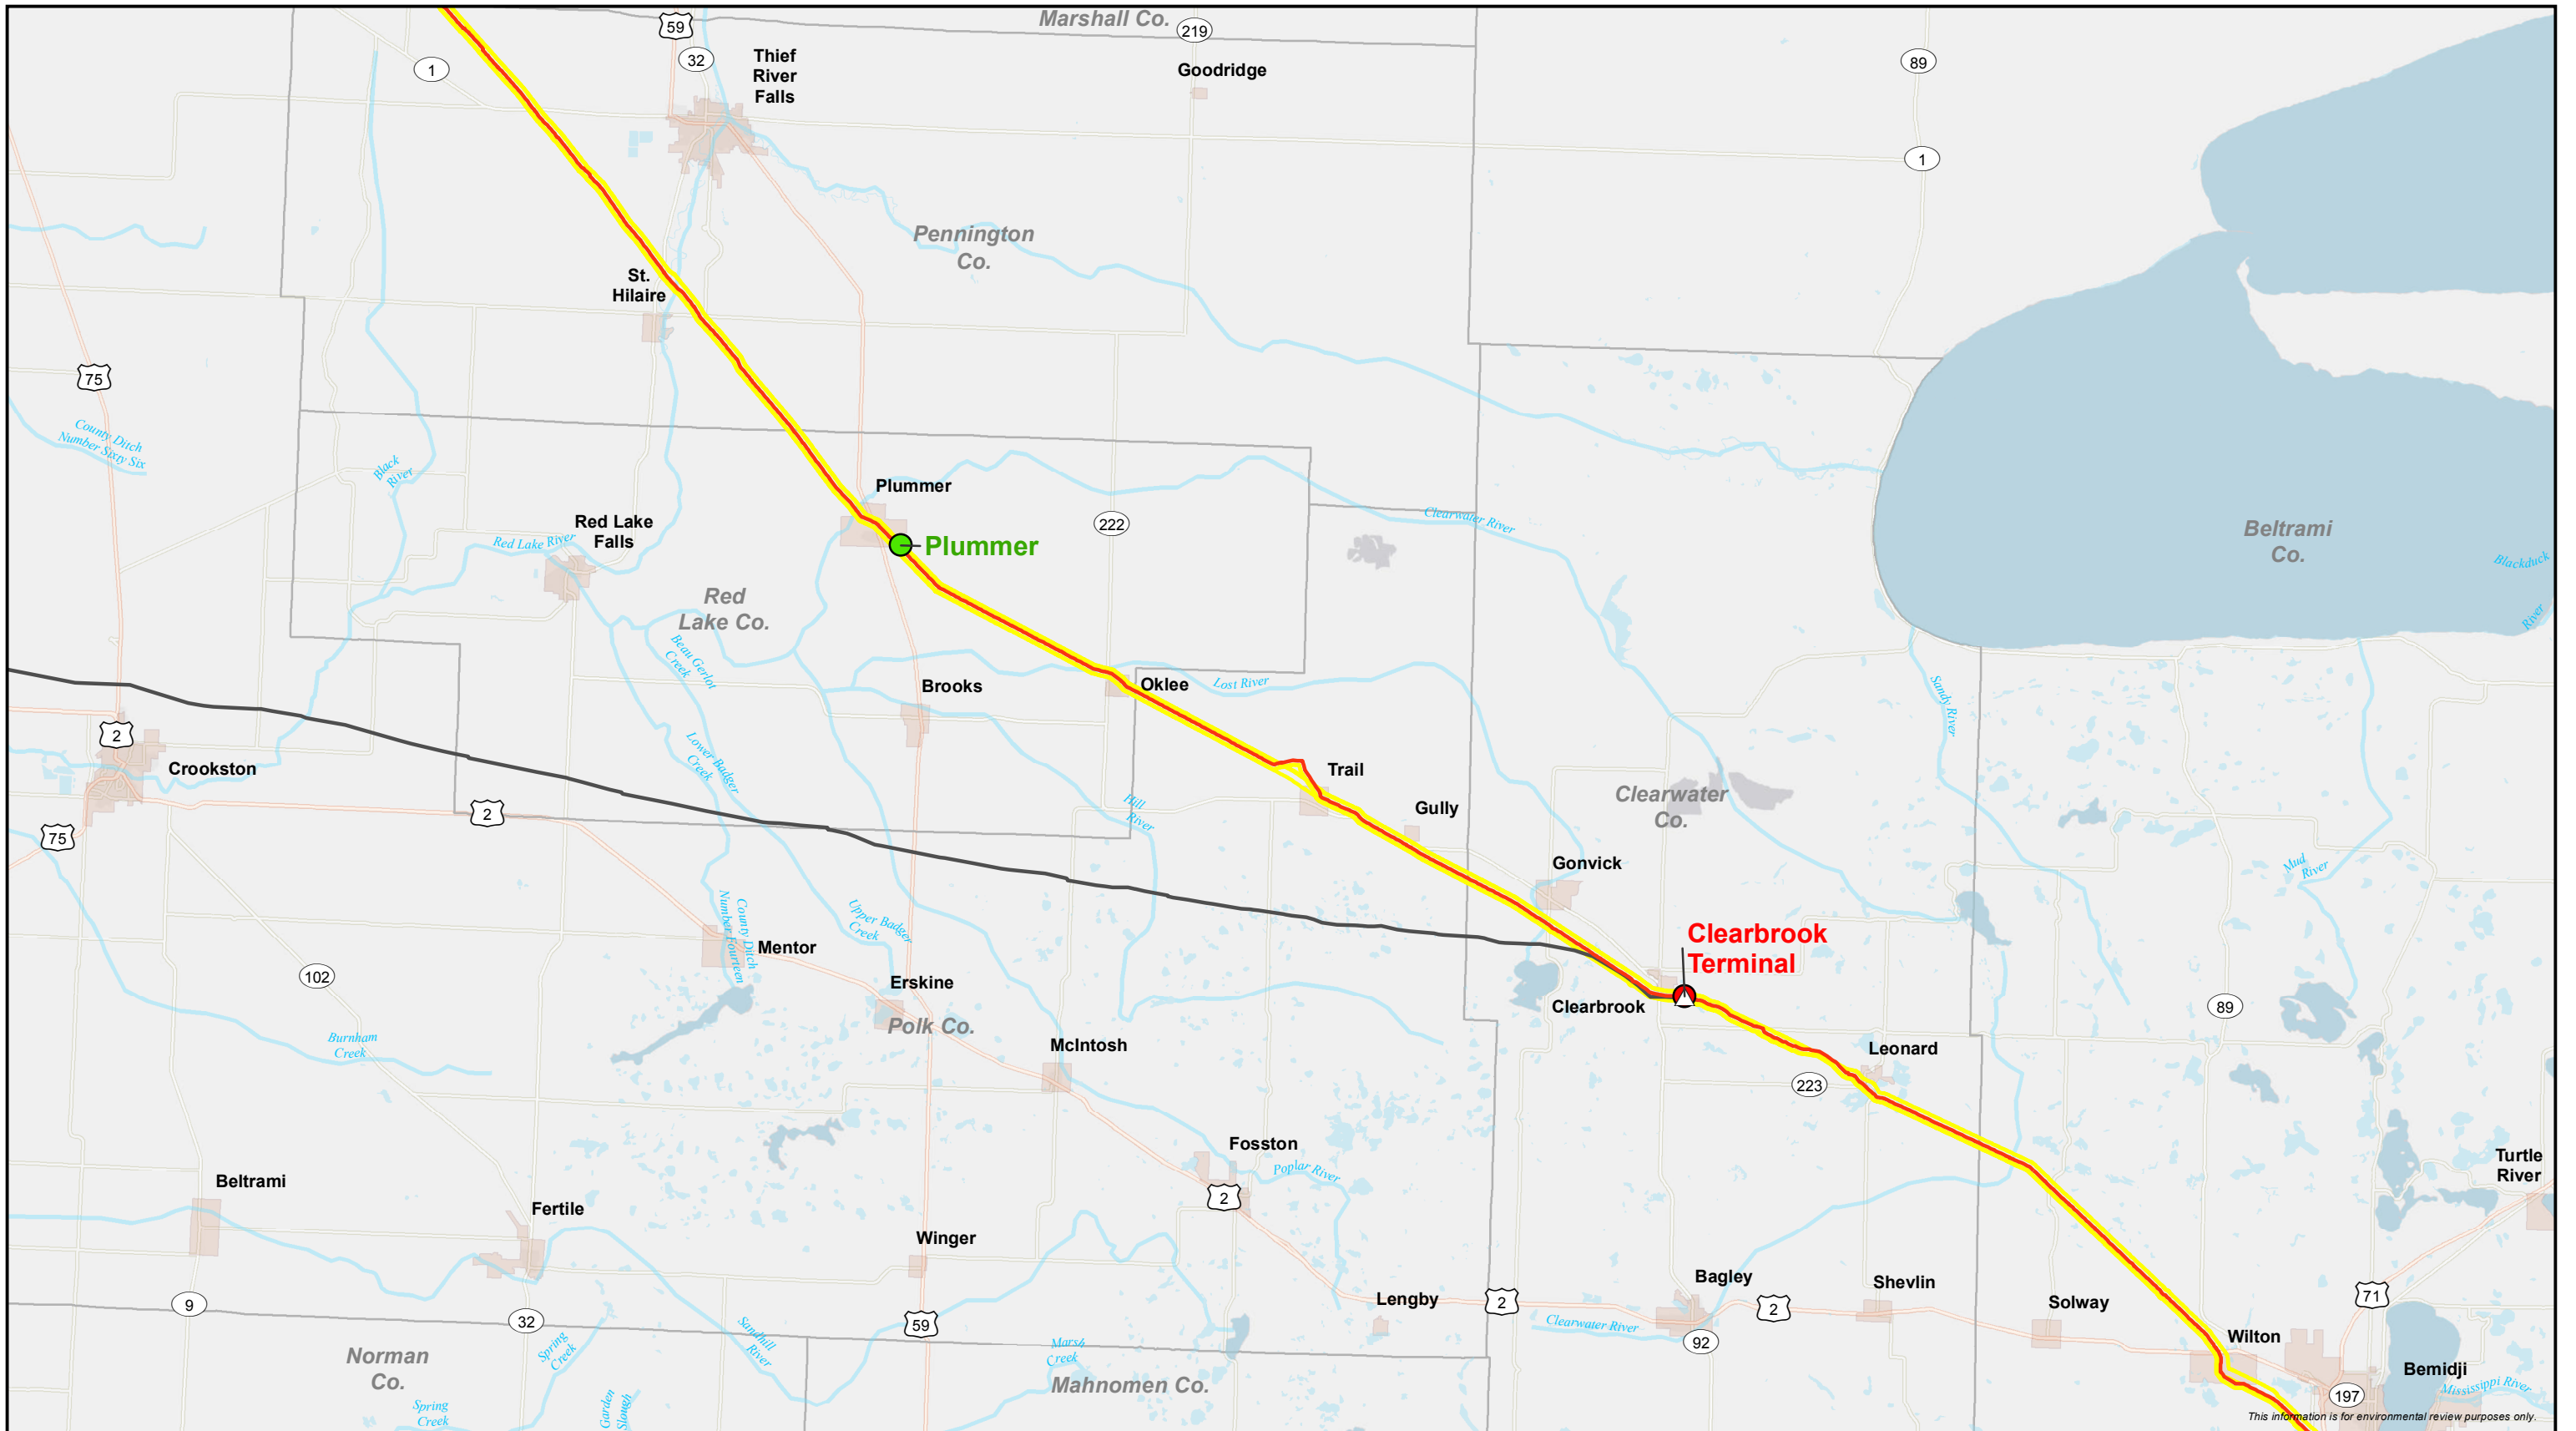 Marshall Co.
59
219
32
Thief
River
Falls
1
Goodridge
89
1
Pennington
Co.
St.
Hilaire
75
County Ditch
Number Sixty Six
Black
River
Plummer
222
Clearwater River
Beltrami
Co.
Blackduck
River
Red Lake
Falls
Red Lake River
Plummer
Red
Lake Co.
Beau Gerlot
Creek
Brooks
Oklee
Lost River
Sandy River
2
Crookston
Lower Badger
Creek
Trail
Hill
River
Gully
Clearwater
Co.
75
2
Gonvick
Mud
River
County Ditch
Number Fourteen
Upper Badger
Creek
Mentor
Clearbrook
Terminal
102
Erskine
Clearbrook
89
Polk Co.
Burnham
Creek
McIntosh
Leonard
223
Fosston
Poplar River
Turtle
River
Beltrami
2
Fertile
Winger
Bagley
Shevlin
Lengby
2
2
Solway
71
9
32
59
Clearwater River
92
Wilton
Spring
Creek
Sandhill
River
Marsh
Creek
Norman
Co.
Mahnomen Co.
Bemidji
Mississippi River
197
Spring
Creek
Garden
Slough
This information is for environmental review purposes only.